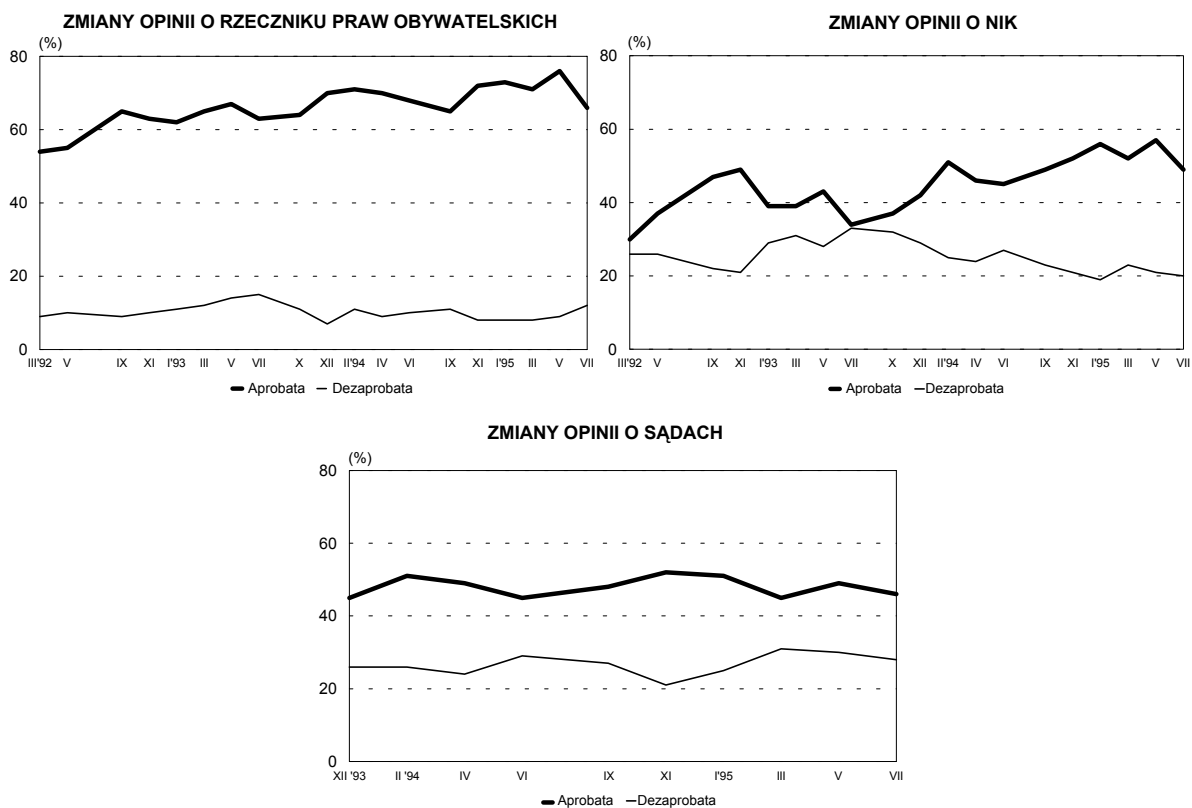 ZMIANY OPINII O RZECZNIKU PRAW OBYWATELSKICH
(%)
80
60
40
20
0
III'92 V IX XI I'93 III V VII X XII II'94 IV VI IX XI I'95 III V VII
Aprobata Dezaprobata
ZMIANY OPINII O NIK
(%)
80
60
40
20
0
III'92 V IX XI I'93 III V VII X XII II'94 IV VI IX XI I'95 III V VII
Aprobata Dezaprobata
ZMIANY OPINII O SĄDACH
(%)
80
60
40
20
0
XII '93 II '94 IV VI IX XI I'95 III V VII
Aprobata Dezaprobata